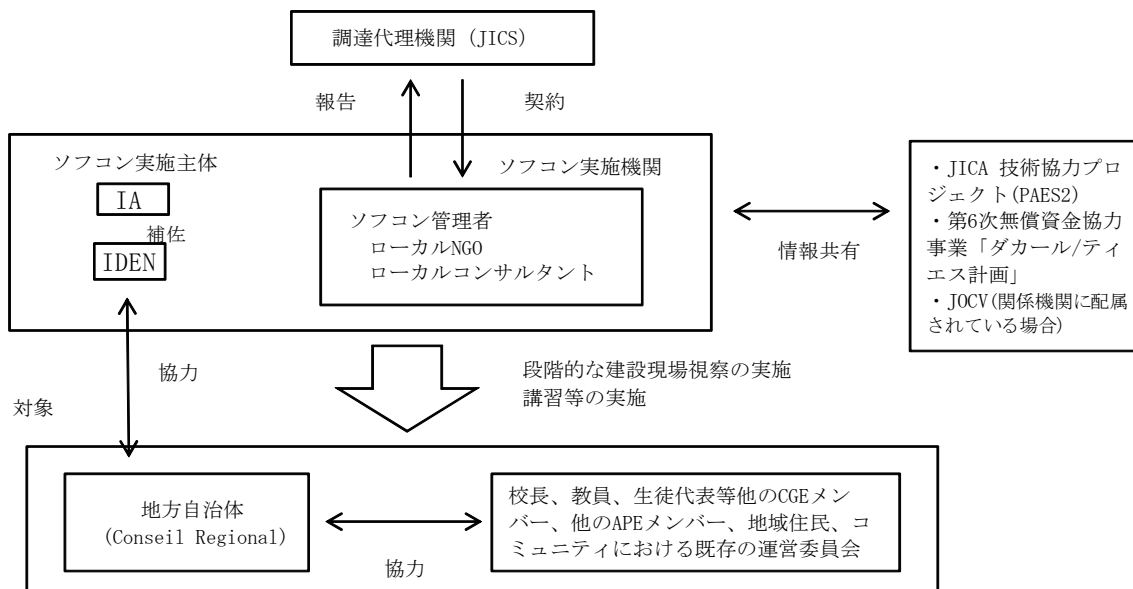 調達代理機関 (JICS)
報告
契約
ソフコン実施主体
ソフコン実施機関
IA
補佐
IDEN
ソフコン管理者
ローカルNGO
ローカルコンサルタント
情報共有
・JICA 技術協力プロ
ジェクト(PAES2)
・第6次無償資金協力
事業「ダカール/ティ
エス計画」
・JOCV(関係機関に配属
されている場合)
協力
段階的な建設現場視察の実施
講習等の実施
対象
地方自治体
(Conseil Regional)
協力
校長、教員、生徒代表等他のCGEメン
バー、他のAPEメンバー、地域住民、コ
ミュニティにおける既存の運営委員会